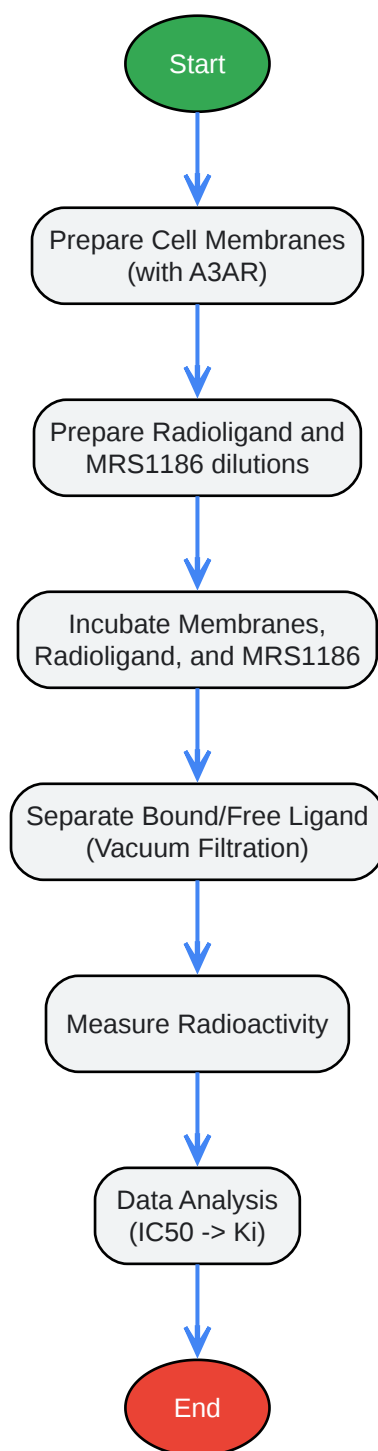 Start
Prepare Cell Membranes
(with A3AR)
Prepare Radioligand and
MRS1186 dilutions
Incubate Membranes,
Radioligand, and MRS1186
Separate Bound/Free Ligand
(Vacuum Filtration)
Measure Radioactivity
Data Analysis
(IC50 -> Ki)
End